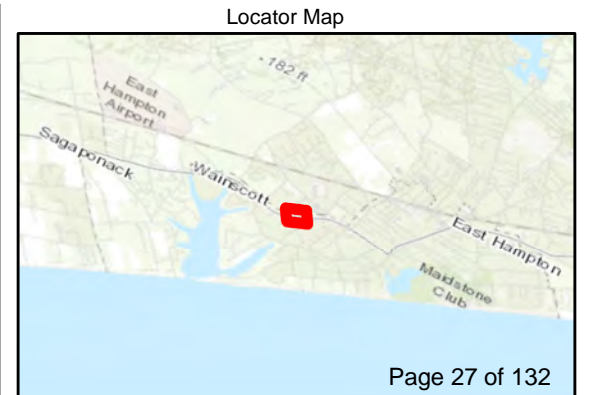 Locator Map
- 182 ft
East
Hampton
Airport
Sagaponack
Wainscott
East Hampton
Maidstone
Club
Page 27 of 132